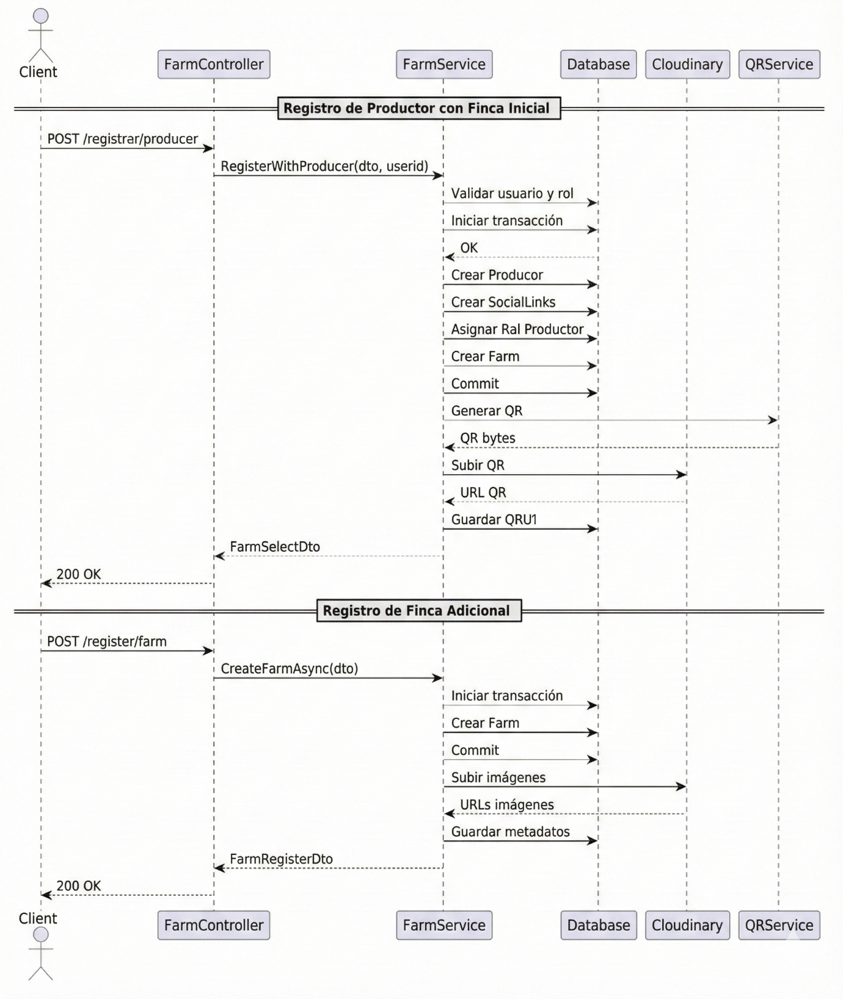 Client
FarmController
FarmService
Database
Cloudinary
QRService
Registro de Productor con Finca Inicial
POST /registrar/producer
RegisterWithProducer(dto, userid)
Validar usuario y rol
Iniciar transacción
OK
Crear Producor
Crear SocialLinks
Asignar Ral Productor
Crear Farm
Commit
Generar QR
QR bytes
Subir QR
URL QR
Guardar QRU1
FarmSelectDto
200 OK
Registro de Finca Adicional
POST /register/farm
CreateFarmAsync(dto)
Iniciar transacción
Crear Farm
Commit
Subir imágenes
URLs imágenes
Guardar metadatos
FarmRegisterDto
200 OK
Client
FarmController
FarmService
Database
Cloudinary
QRService